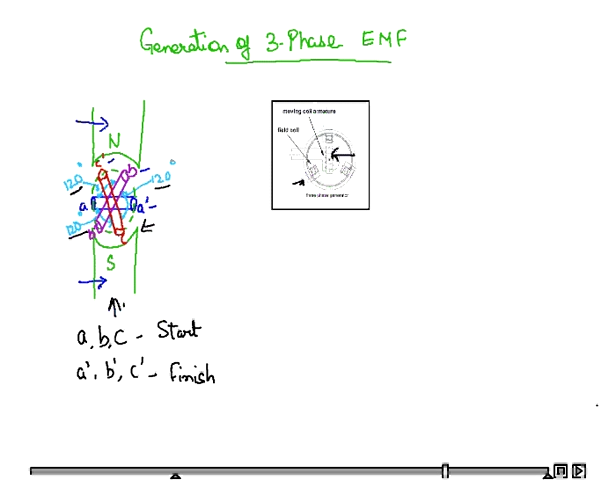 Generation of 3-Phase EMF
N
c'
b
120°
120°
a
a'
120°
b'
c
S
a, b, c - Start
a', b', c' - Finish
moving coil armature
field coil
three phase generator